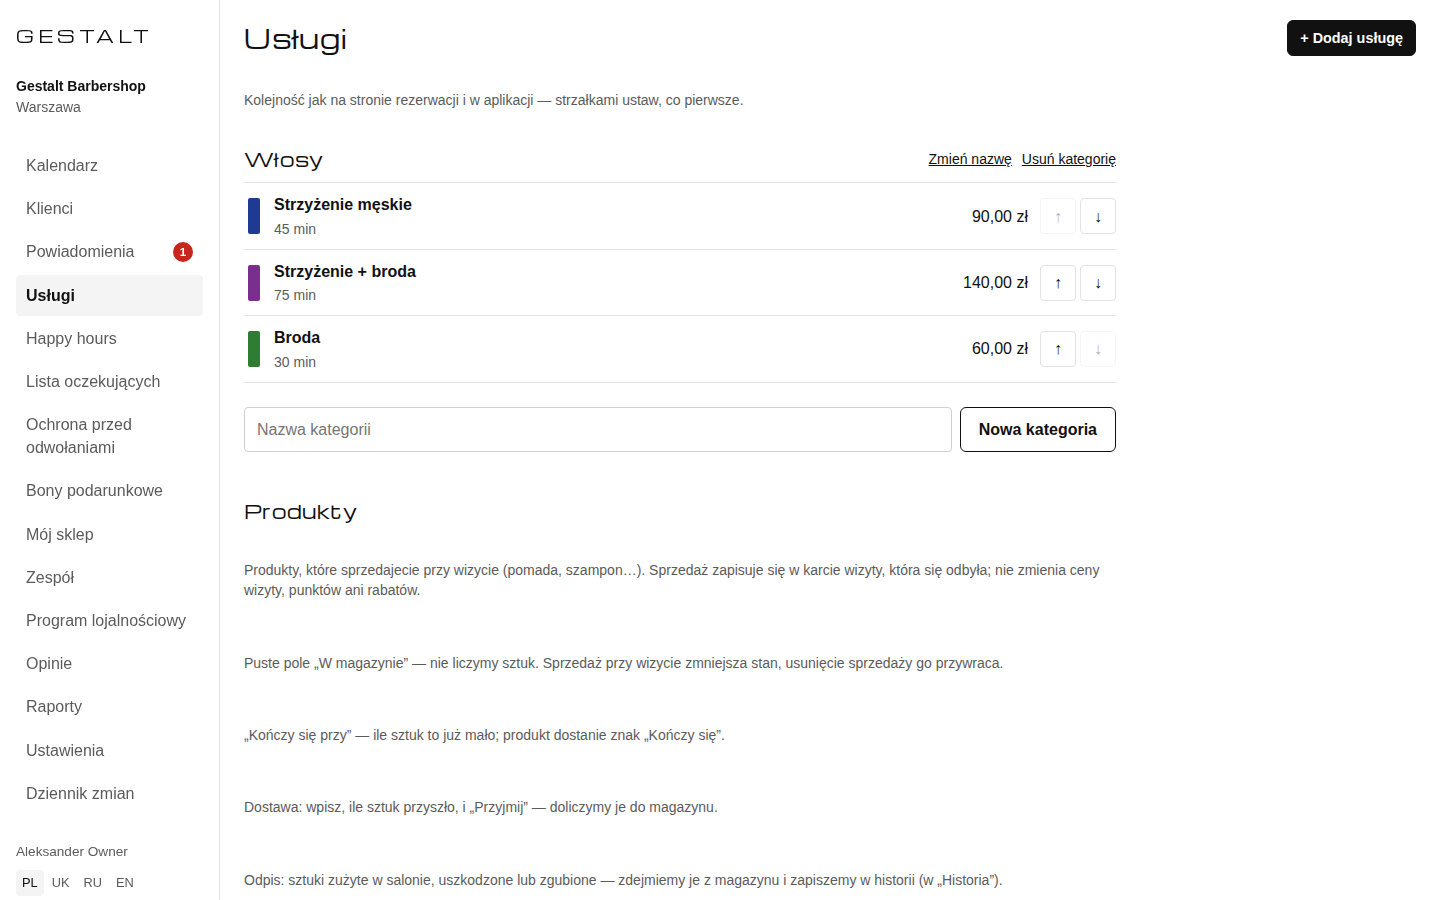 GESTALT
Gestalt Barbershop
Warszawa
Kalendarz
Klienci
Powiadomienia 1
Usługi
Happy hours
Lista oczekujących
Ochrona przed
odwołaniami
Bony podarunkowe
Mój sklep
Zespół
Program lojalnościowy
Opinie
Raporty
Ustawienia
Dziennik zmian
Aleksander Owner
PL UK RU EN
Usługi
+ Dodaj usługę
Kolejność jak na stronie rezerwacji i w aplikacji — strzałkami ustaw, co pierwsze.
Włosy Zmień nazwę Usuń kategorię
Strzyżenie męskie
45 min
90,00 zł ↑ ↓
Strzyżenie + broda
75 min
140,00 zł ↑ ↓
Broda
30 min
60,00 zł ↑ ↓
Nazwa kategorii Nowa kategoria
Produkty
Produkty, które sprzedajecie przy wizycie (pomada, szampon…). Sprzedaż zapisuje się w karcie wizyty, która się odbyła; nie zmienia ceny
wizyty, punktów ani rabatów.
Puste pole „W magazynie” — nie liczymy sztuk. Sprzedaż przy wizycie zmniejsza stan, usunięcie sprzedaży go przywraca.
„Kończy się przy” — ile sztuk to już mało; produkt dostanie znak „Kończy się”.
Dostawa: wpisz, ile sztuk przyszło, i „Przyjmij” — doliczymy je do magazynu.
Odpis: sztuki zużyte w salonie, uszkodzone lub zgubione — zdejmiemy je z magazynu i zapiszemy w historii (w „Historia”).